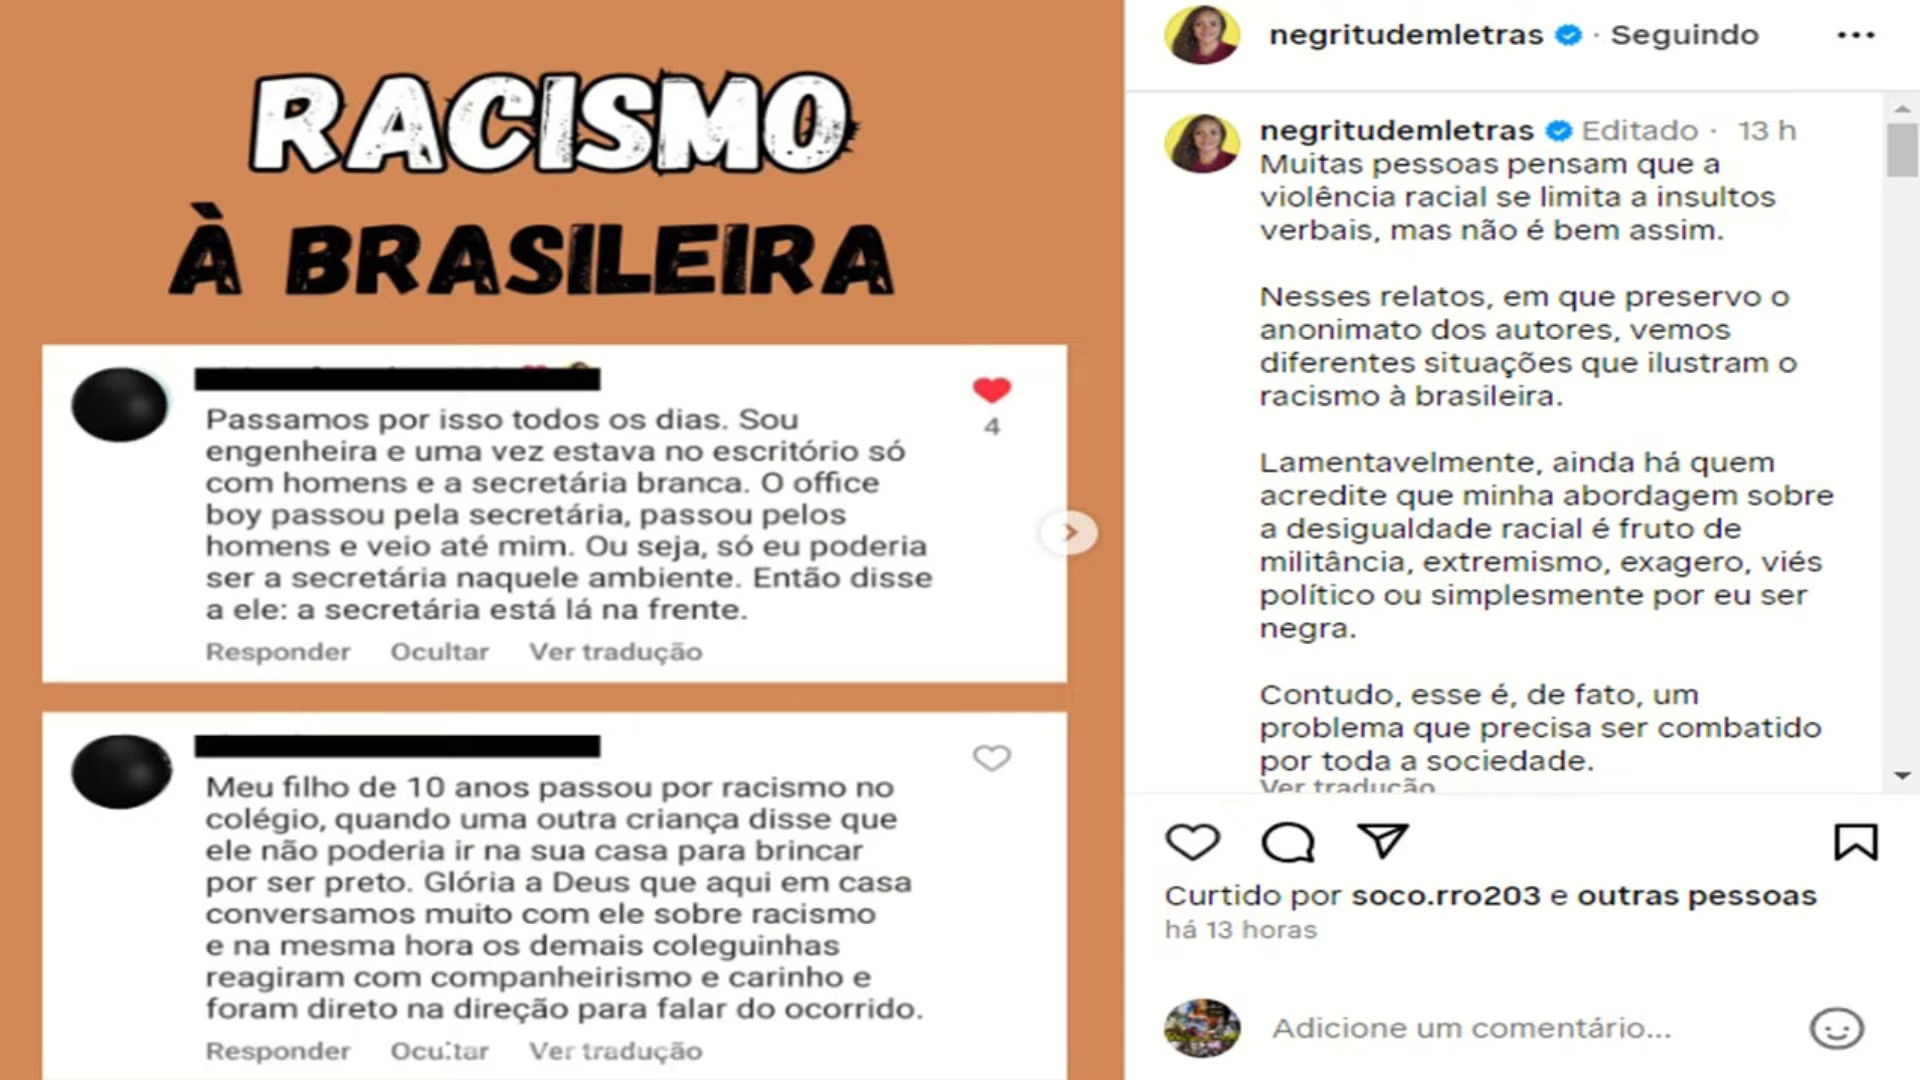 RACISMO
À BRASILEIRA
Passamos por isso todos os dias. Sou
engenheira e uma vez estava no escritório só
com homens e a secretária branca. O office
boy passou pela secretária, passou pelos
homens e veio até mim. Ou seja, só eu poderia
ser a secretária naquele ambiente. Então disse
a ele: a secretária está lá na frente.
4
Responder Ocultar Ver tradução
Meu filho de 10 anos passou por racismo no
colégio, quando uma outra criança disse que
ele não poderia ir na sua casa para brincar
por ser preto. Glória a Deus que aqui em casa
conversamos muito com ele sobre racismo
e na mesma hora os demais coleguinhas
reagiram com companheirismo e carinho e
foram direto na direção para falar do ocorrido.
Responder Ocultar Ver tradução
negritudemletras · Seguindo
negritudemletras Editado · 13 h
Muitas pessoas pensam que a
violência racial se limita a insultos
verbais, mas não é bem assim.
Nesses relatos, em que preservo o
anonimato dos autores, vemos
diferentes situações que ilustram o
racismo à brasileira.
Lamentavelmente, ainda há quem
acredite que minha abordagem sobre
a desigualdade racial é fruto de
militância, extremismo, exagero, viés
político ou simplesmente por eu ser
negra.
Contudo, esse é, de fato, um
problema que precisa ser combatido
por toda a sociedade.
Ver tradução
Curtido por soco.rro203 e outras pessoas
há 13 horas
Adicione um comentário...